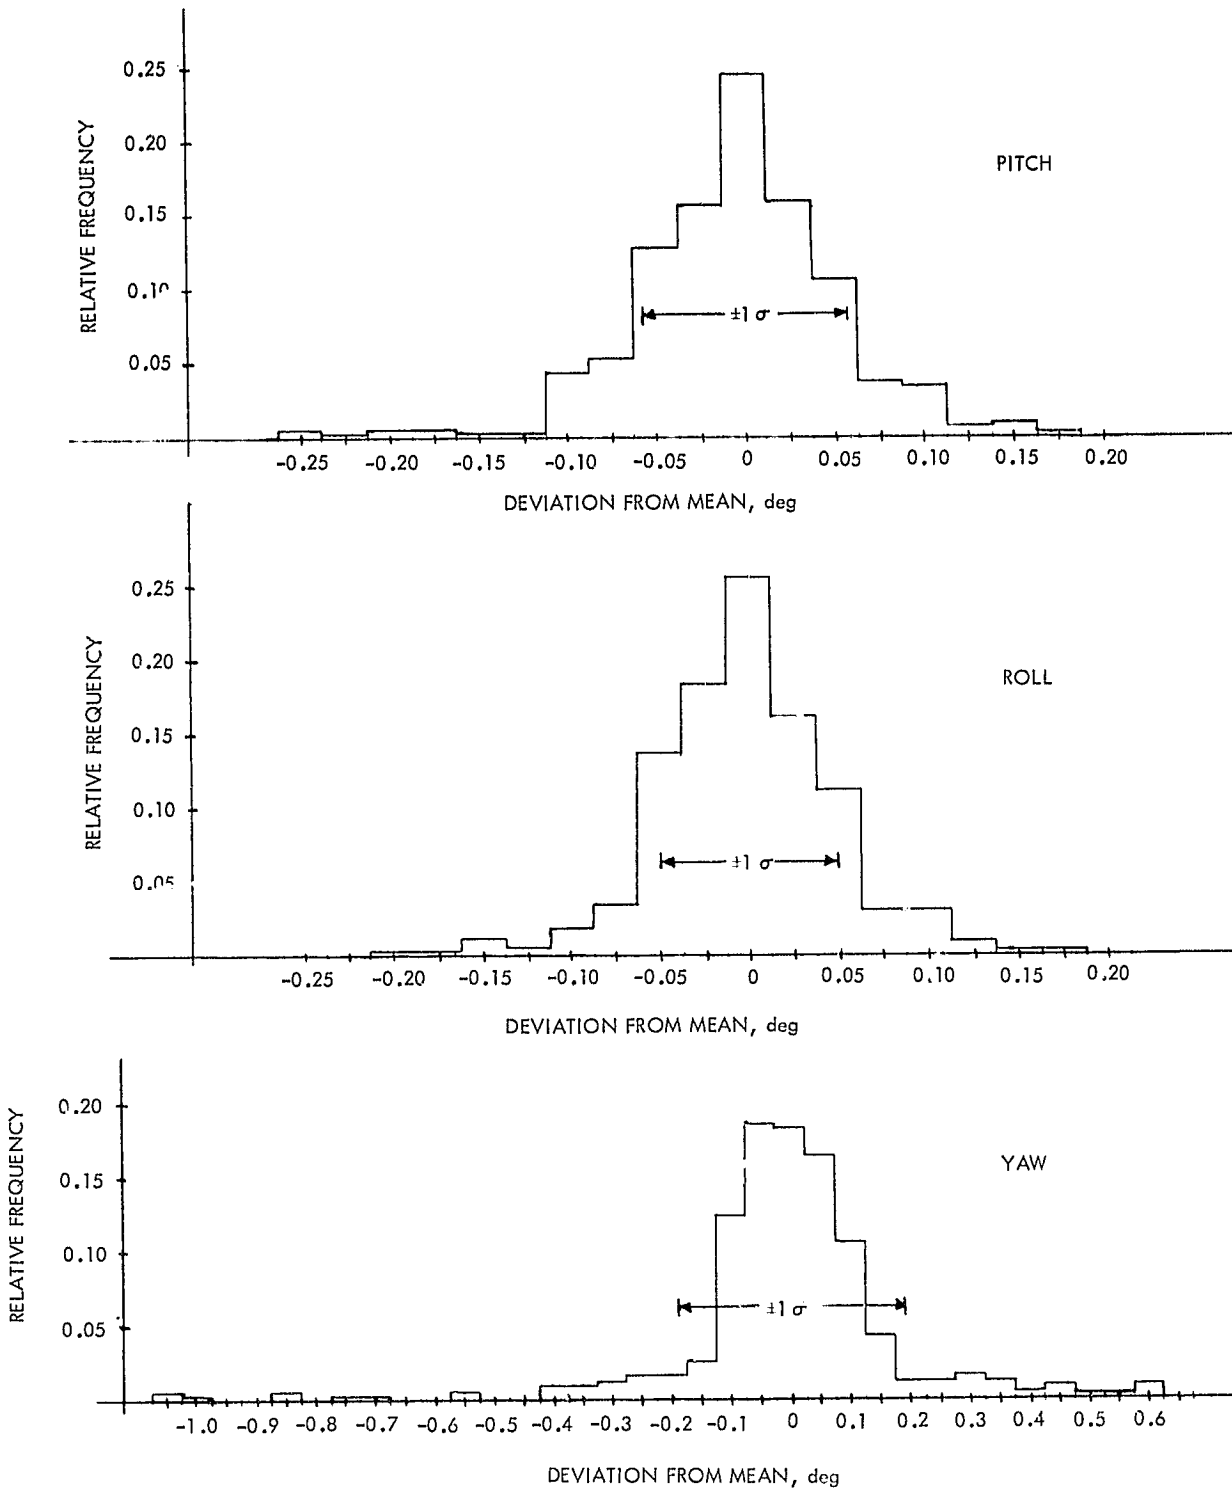 0.25
0.20
PITCH
0.15
0.05
RELATIVE FREQUENCY
±1 σ
-0.25 -0.20 -0.15 -0.10 -0.05 0 0.05 0.10 0.15 0.20
DEVIATION FROM MEAN, deg
0.25
0.20
ROLL
0.15
0.10
RELATIVE FREQUENCY
±1 σ
-0.25 -0.20 -0.15 -0.10 -0.05 0 0.05 0.10 0.15 0.20
DEVIATION FROM MEAN, deg
0.20
YAW
0.15
0.10
0.05
RELATIVE FREQUENCY
±1 σ
-1.0 -0.9 -0.8 -0.7 -0.6 -0.5 -0.4 -0.3 -0.2 -0.1 0 0.1 0.2 0.3 0.4 0.5 0.6
DEVIATION FROM MEAN, deg